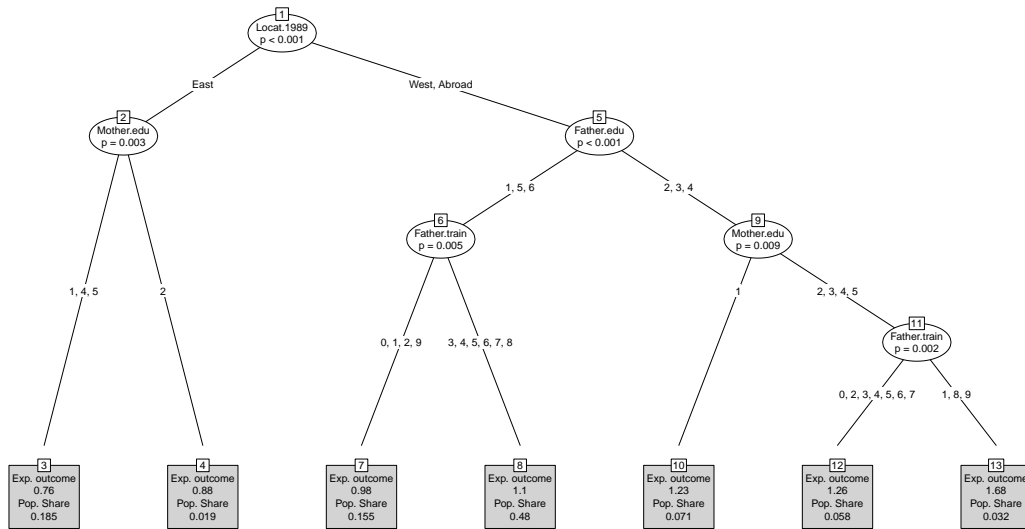 1
Locat.1989
p < 0.001
East
West, Abroad
2
Mother.edu
p = 0.003
5
Father.edu
p < 0.001
1, 5, 6
2, 3, 4
6
Father.train
p = 0.005
9
Mother.edu
p = 0.009
1, 4, 5
2
1
2, 3, 4, 5
11
Father.train
p = 0.002
0, 1, 2, 9
3, 4, 5, 6, 7, 8
0, 2, 3, 4, 5, 6, 7
1, 8, 9
3
Exp. outcome
0.76
Pop. Share
0.185
4
Exp. outcome
0.88
Pop. Share
0.019
7
Exp. outcome
0.98
Pop. Share
0.155
8
Exp. outcome
1.1
Pop. Share
0.48
10
Exp. outcome
1.23
Pop. Share
0.071
12
Exp. outcome
1.26
Pop. Share
0.058
13
Exp. outcome
1.68
Pop. Share
0.032